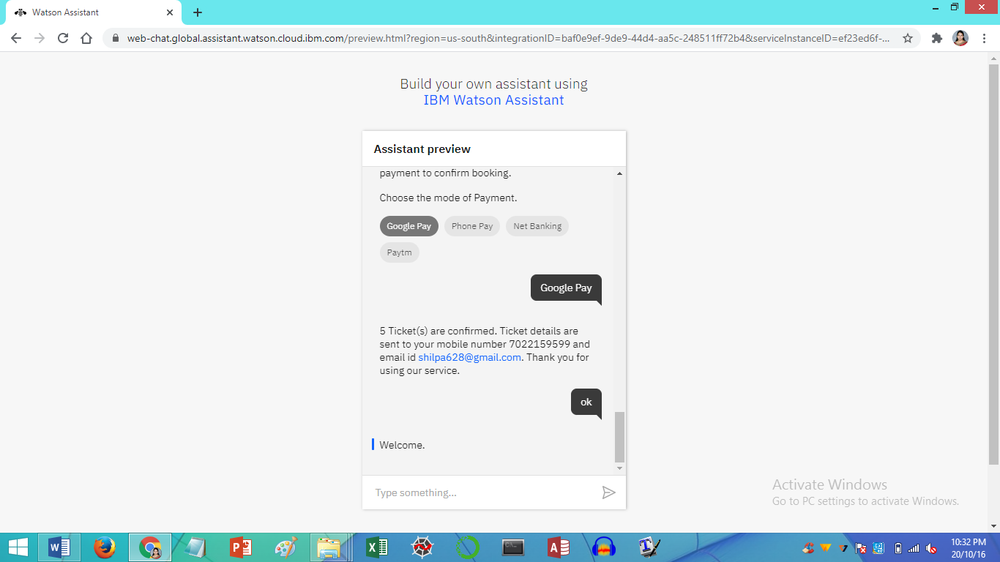 Watson Assistant
web-chat.global.assistant.watson.cloud.ibm.com/preview.html?region=us-south&integrationID=baf0e9ef-9de9-44d4-aa5c-248511ff72b4&serviceInstanceID=ef23ed6f-...
Build your own assistant using
IBM Watson Assistant
Assistant preview
payment to confirm booking.
Choose the mode of Payment.
Google Pay Phone Pay Net Banking
Paytm
Google Pay
5 Ticket(s) are confirmed. Ticket details are
sent to your mobile number 7022159599 and
email id shilpa628@gmail.com. Thank you for
using our service.
ok
Welcome.
Type something...
Activate Windows
Go to PC settings to activate Windows.
10:32 PM
20/10/16